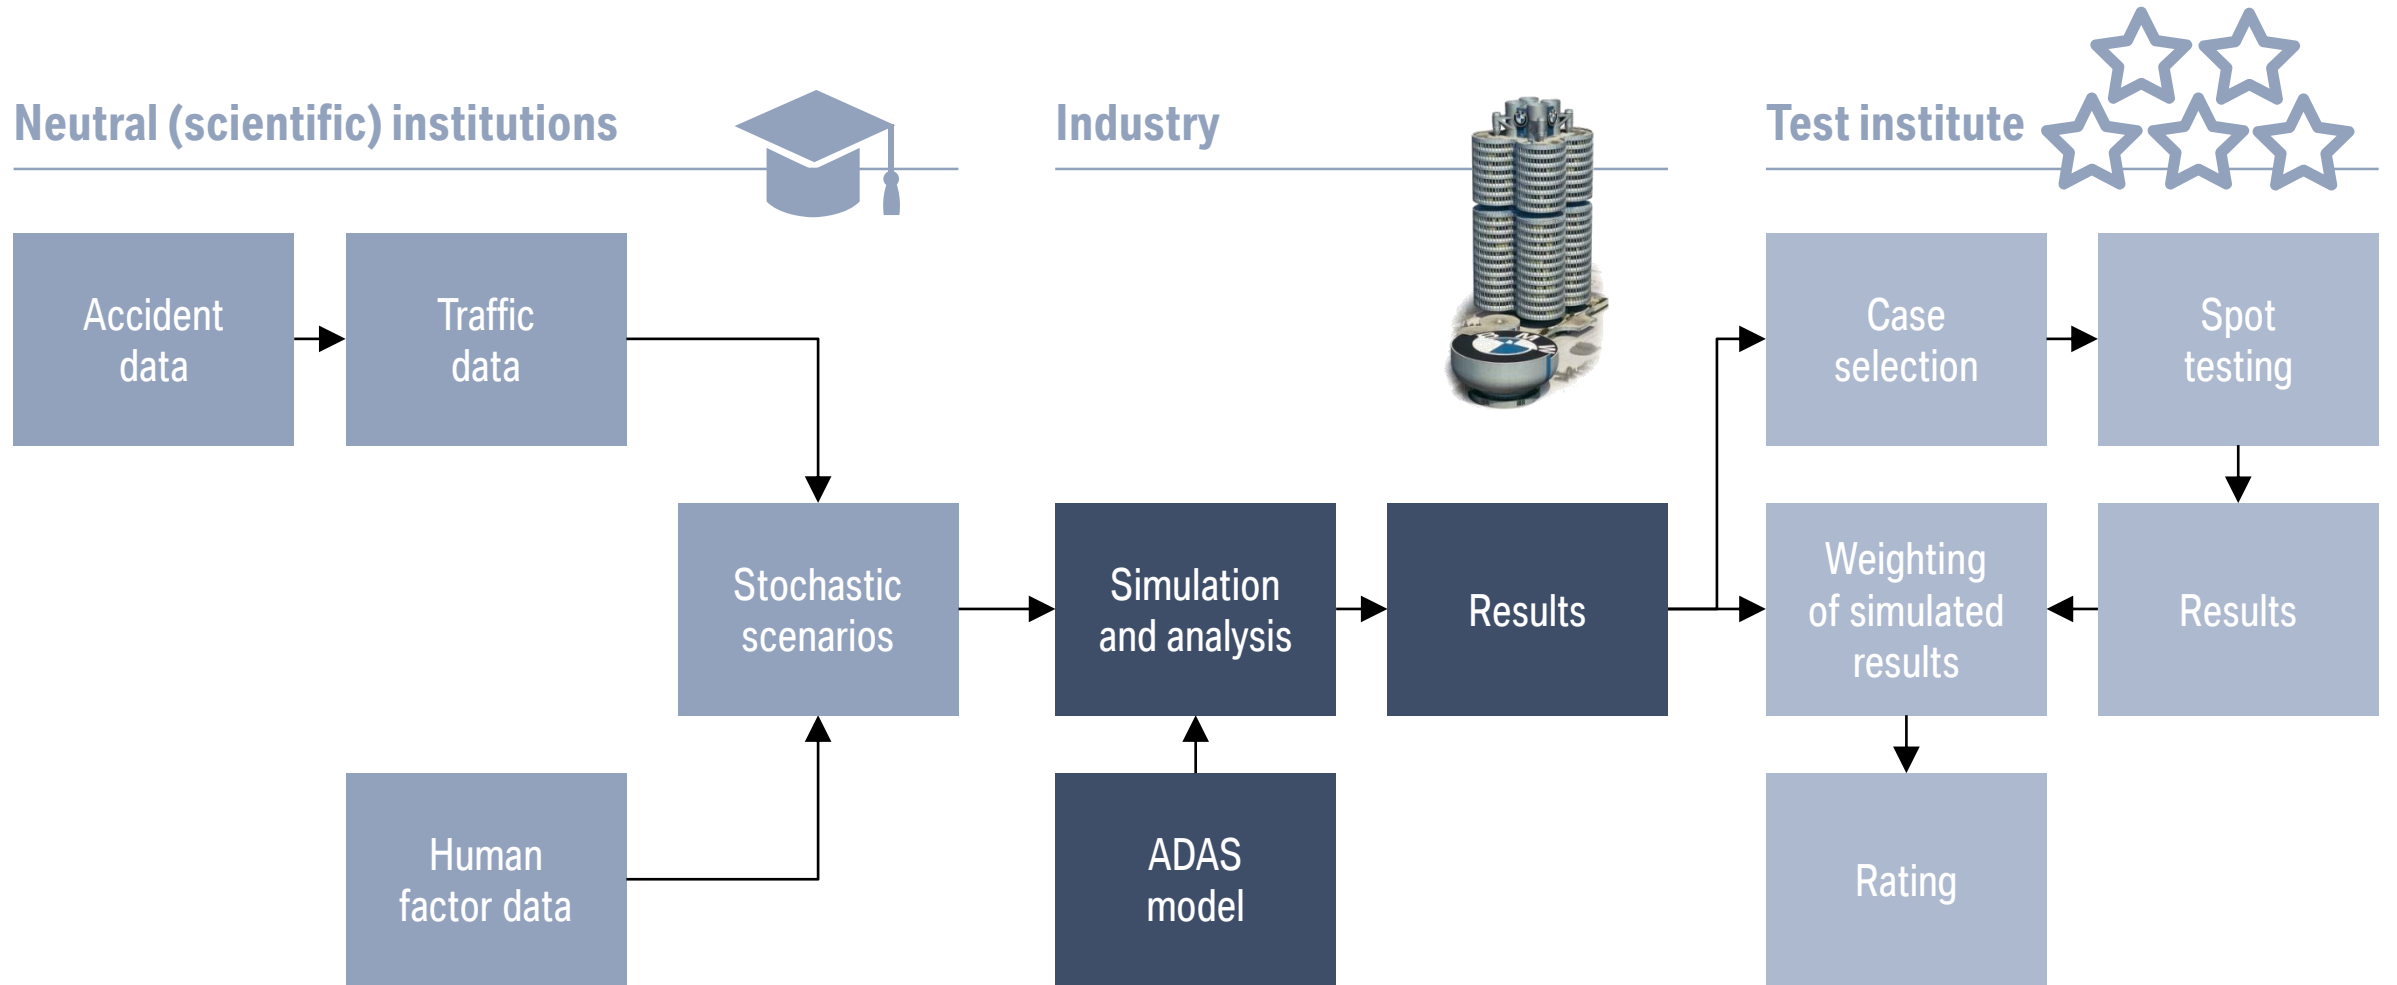 Neutral (scientific) institutions
Industry
Test institute
Accident
data
Traffic
data
Case
selection
Spot
testing
BMW
Stochastic
scenarios
Simulation
and analysis
Results
Weighting
of simulated
results
Results
Human
factor data
ADAS
model
Rating